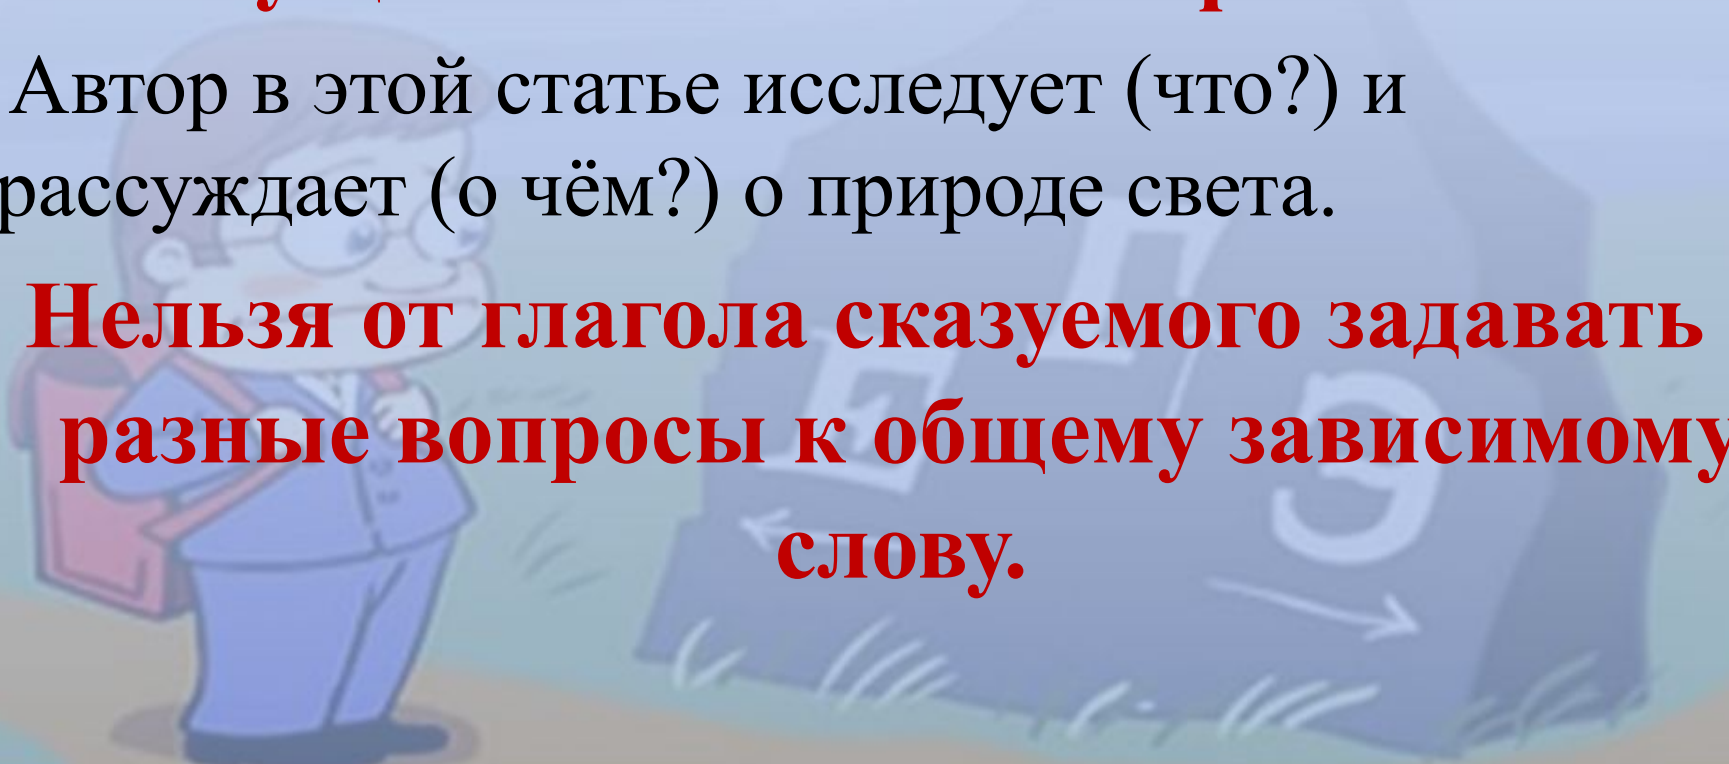 Автор в этой статье исследует (что?) и
рассуждает (о чём?) о природе света.
Нельзя от глагола сказуемого задавать
разные вопросы к общему зависимому
слову.
Е Г Э